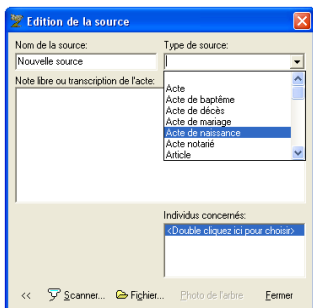 Edition de la source
Nom de la source:
Type de source:
Nouvelle source
Note libre ou transcription de l'acte:
Acte
Acte de baptême
Acte de décès
Acte de mariage
Acte de naissance
Acte notarié
Article
Individus concernés:
<Double cliquez ici pour choisir>
<< Scanner... Fichier... Photo de l'arbre Fermer